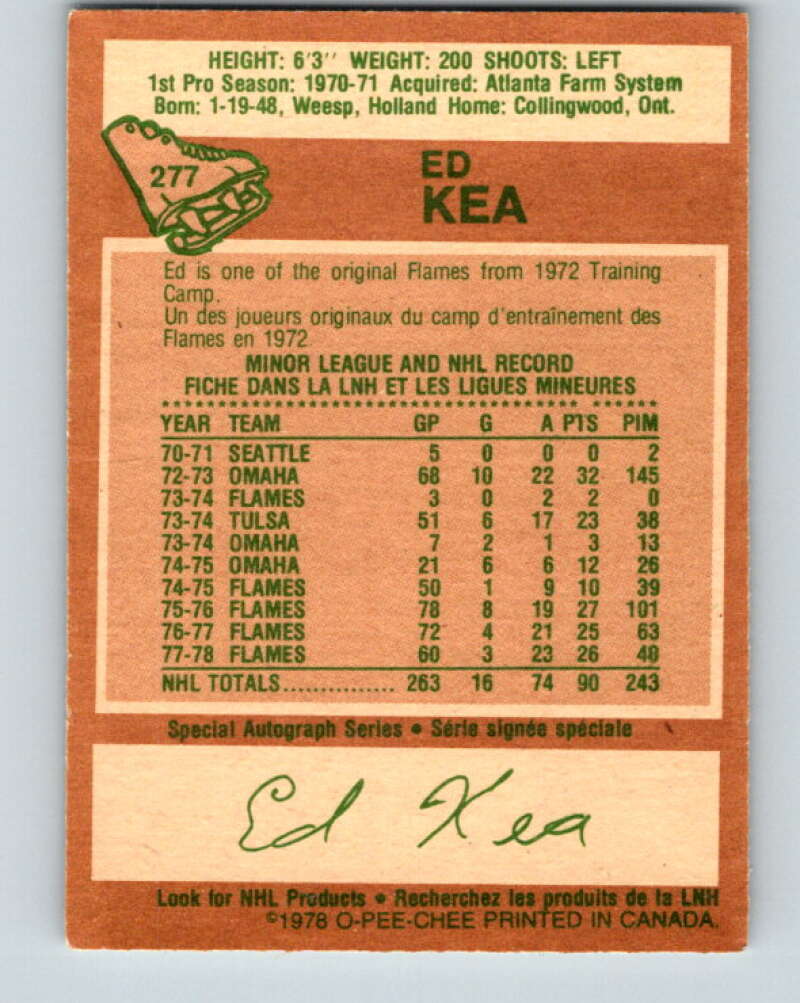 HEIGHT: 6'3'' WEIGHT: 200 SHOOTS: LEFT
1st Pro Season: 1970-71 Acquired: Atlanta Farm System
Born: 1-19-48, Weesp, Holland Home: Collingwood, Ont.
277
ED
KEA
Ed is one of the original Flames from 1972 Training
Camp.
Un des joueurs originaux du camp d'entraînement des
Flames en 1972
MINOR LEAGUE AND NHL RECORD
FICHE DANS LA LNH ET LES LIGUES MINEURES
YEAR TEAM GP G A PTS PIM
70-71 SEATTLE 5 0 0 0 2
72-73 OMAHA 68 10 22 32 145
73-74 FLAMES 3 0 2 2 0
73-74 TULSA 51 6 17 23 38
73-74 OMAHA 7 2 1 3 13
74-75 OMAHA 21 6 6 12 26
74-75 FLAMES 50 1 9 10 39
75-76 FLAMES 78 8 19 27 101
76-77 FLAMES 72 4 21 25 63
77-78 FLAMES 60 3 23 26 40
NHL TOTALS............... 263 16 74 90 243
Special Autograph Series • Série signée spéciale
Ed Kea
Look for NHL Products • Recherchez les produits de la LNH
©1978 O-PEE-CHEE PRINTED IN CANADA.